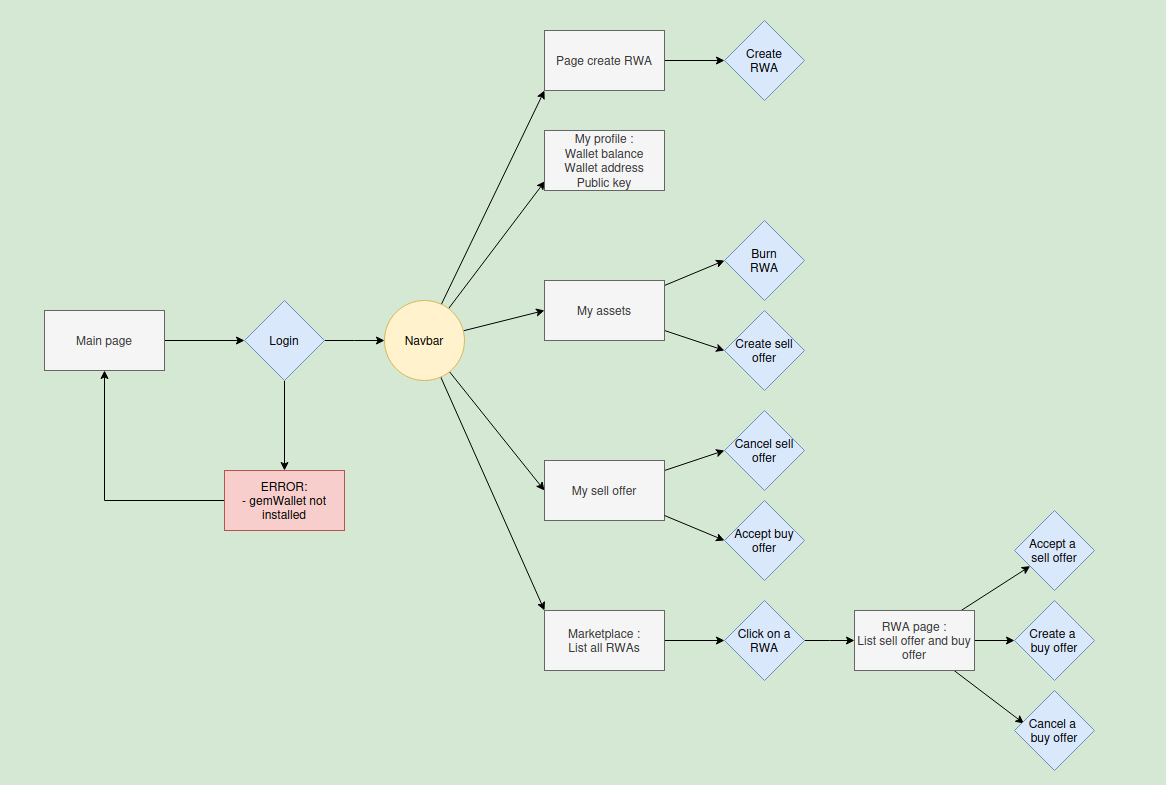 Page create RWA
Create
RWA
My profile :
Wallet balance
Wallet address
Public key
Burn
RWA
My assets
Create sell
offer
Main page
Login
Navbar
ERROR:
- gemWallet not
installed
Cancel sell
offer
My sell offer
Accept buy
offer
Accept a
sell offer
Marketplace :
List all RWAs
Click on a
RWA
RWA page :
List sell offer and buy
offer
Create a
buy offer
Cancel a
buy offer